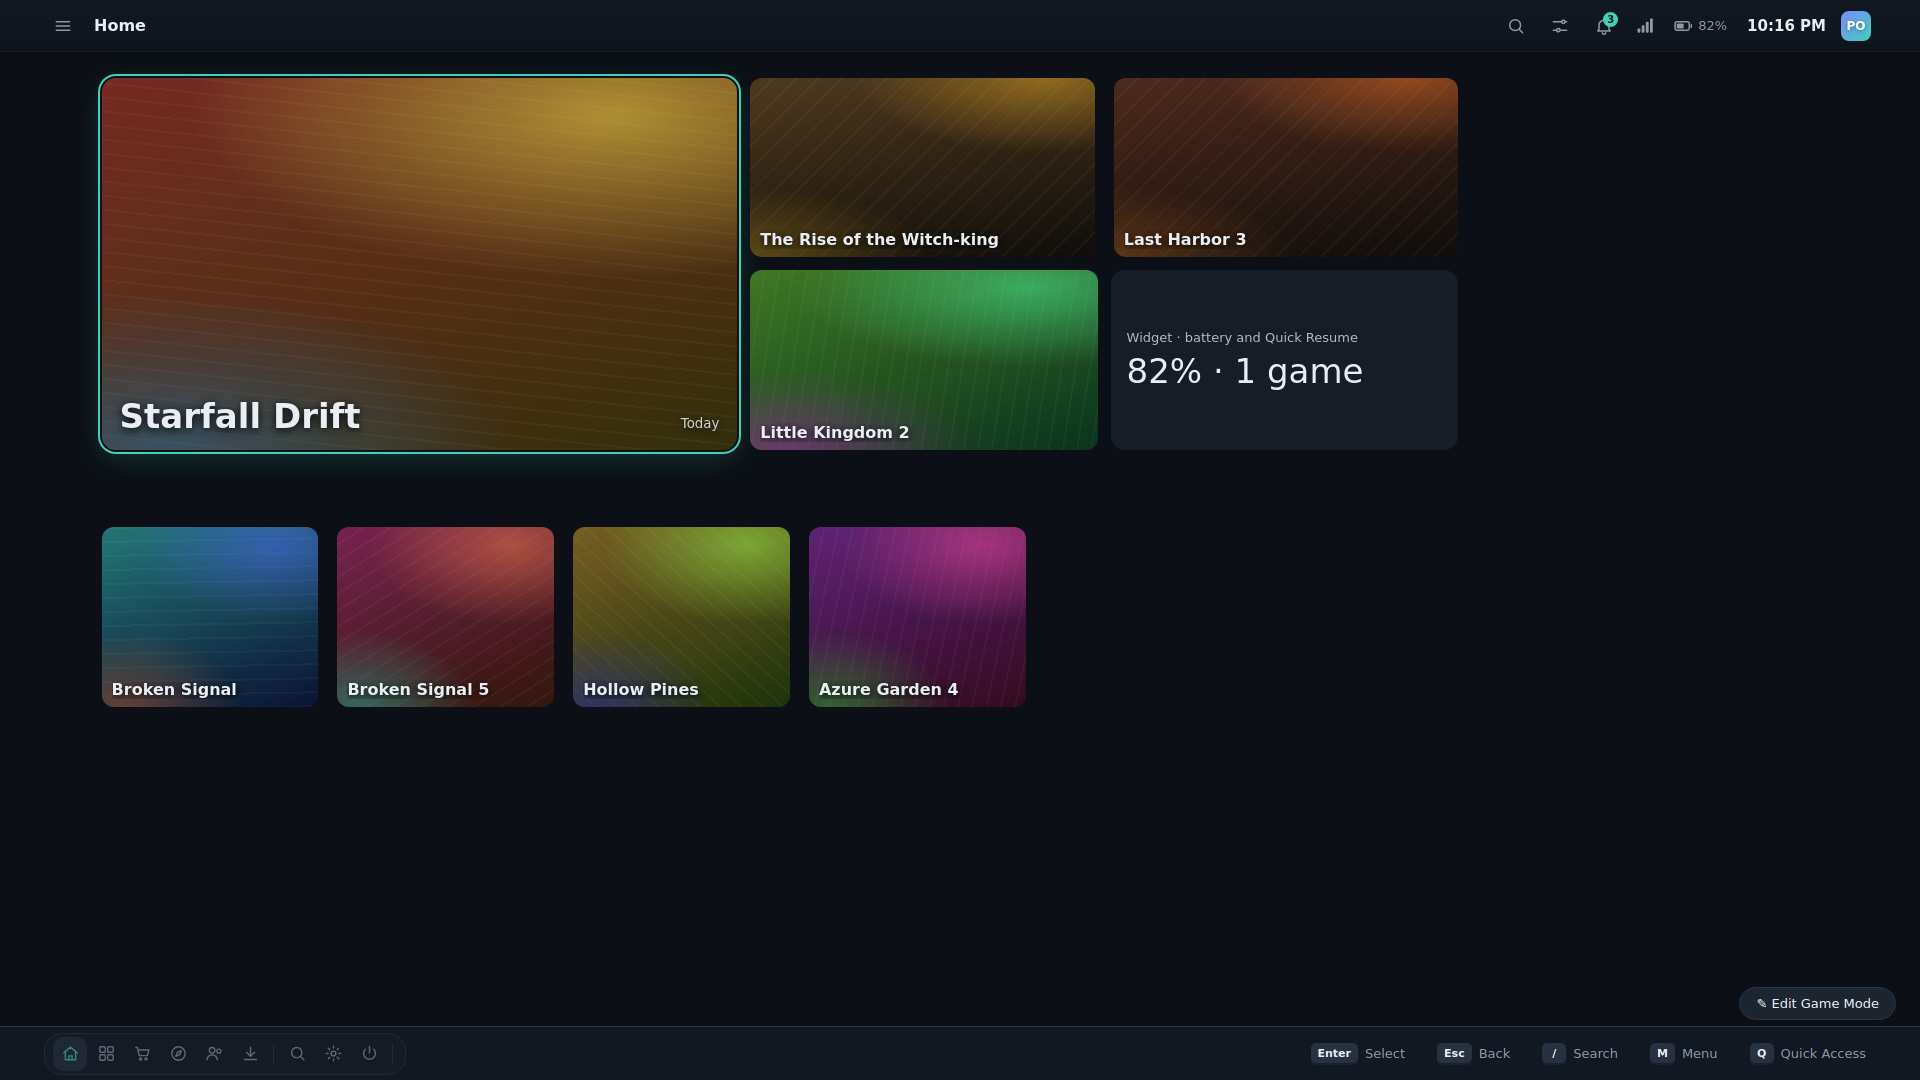 Home
3
82%
10:16 PM
PO
Starfall Drift
Today
The Rise of the Witch-king
Last Harbor 3
Little Kingdom 2
Widget · battery and Quick Resume
82% · 1 game
Broken Signal
Broken Signal 5
Hollow Pines
Azure Garden 4
✎ Edit Game Mode
Enter Select
Esc Back
/ Search
M Menu
Q Quick Access